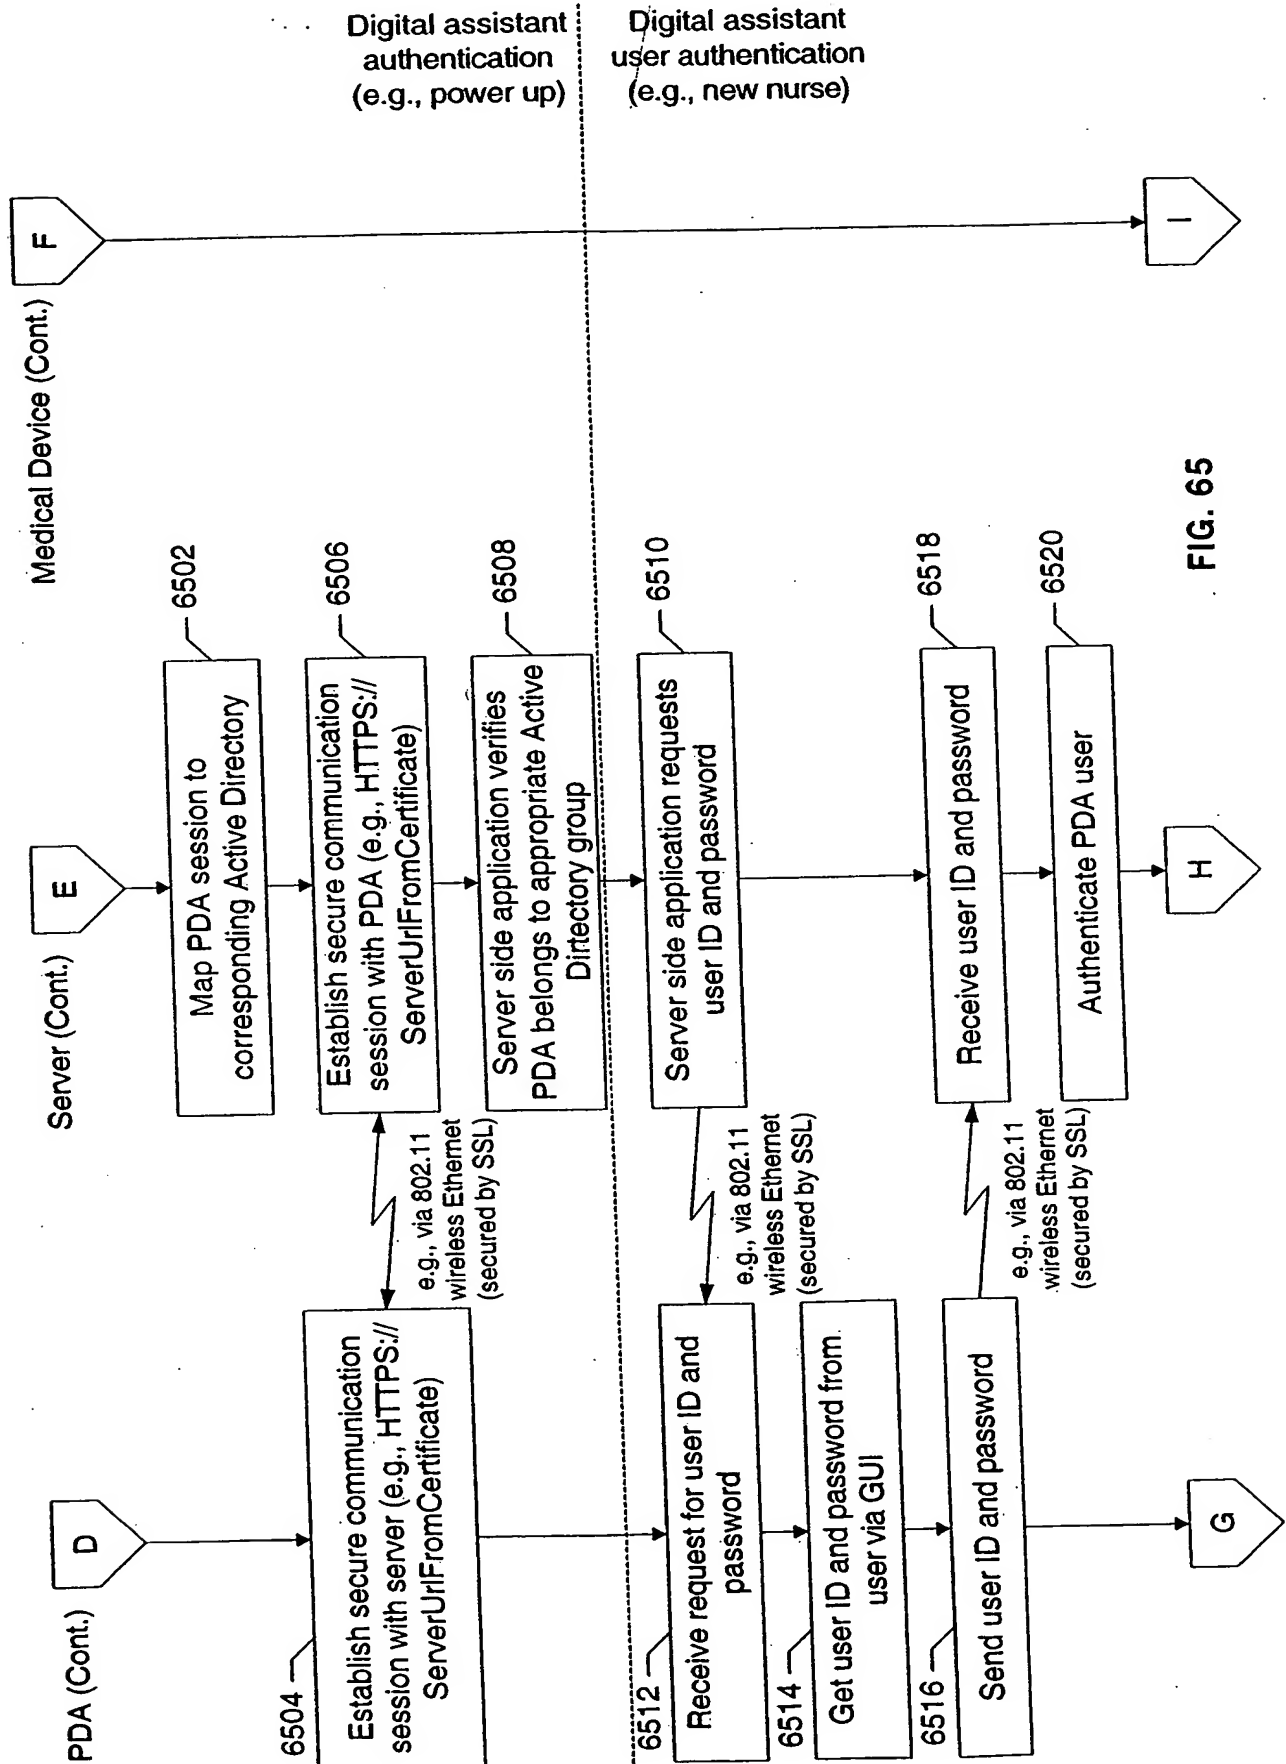 Digital assistant
authentication
(e.g., power up)
Digital assistant
user authentication
(e.g., new nurse)
PDA (Cont.)
D
6504
Establish secure communication
session with server (e.g., HTTPS://
ServerUrlFromCertificate)
6512
Receive request for user ID and
password
6514
Get user ID and password from
user via GUI
6516
Send user ID and password
G
e.g., via 802.11
wireless Ethernet
(secured by SSL)
e.g., via 802.11
wireless Ethernet
(secured by SSL)
e.g., via 802.11
wireless Ethernet
(secured by SSL)
Server (Cont.)
E
Map PDA session to
corresponding Active Directory
6502
Establish secure communication
session with PDA (e.g., HTTPS://
ServerUrlFromCertificate)
6506
Server side application verifies
PDA belongs to appropriate Active
Dirtectory group
6508
Server side application requests
user ID and password
6510
Receive user ID and password
6518
Authenticate PDA user
6520
H
Medical Device (Cont.)
F
I
FIG. 65